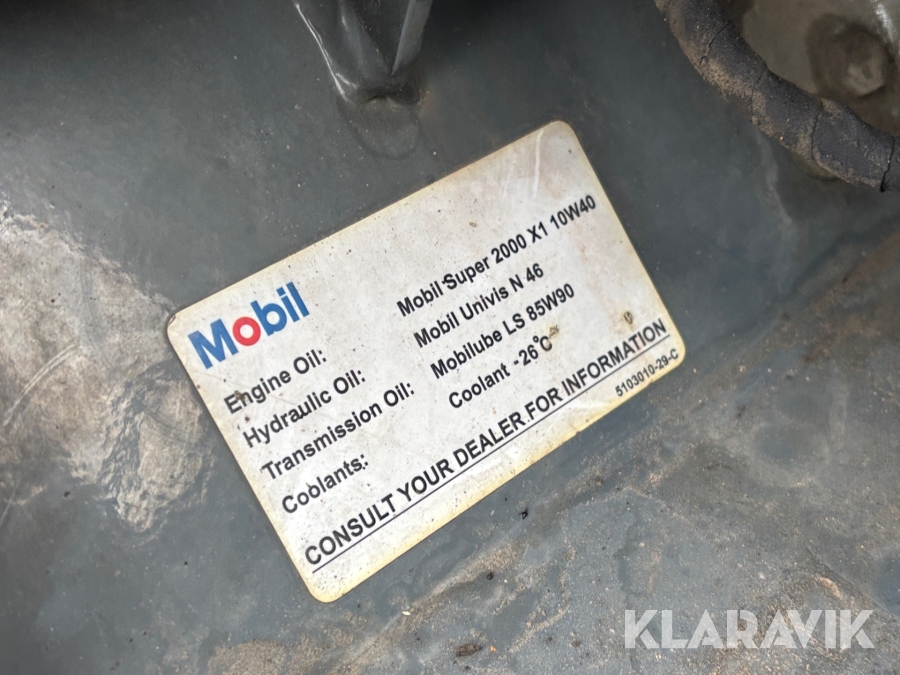 Mobil
Engine Oil: Mobil Super 2000 X1 10W40
Hydraulic Oil: Mobil Univis N 46
Transmission Oil: Mobilube LS 85W90
Coblants: Coolant -26°C
CONSULT YOUR DEALER FOR INFORMATION
5103010-29-C
KLARAVIK